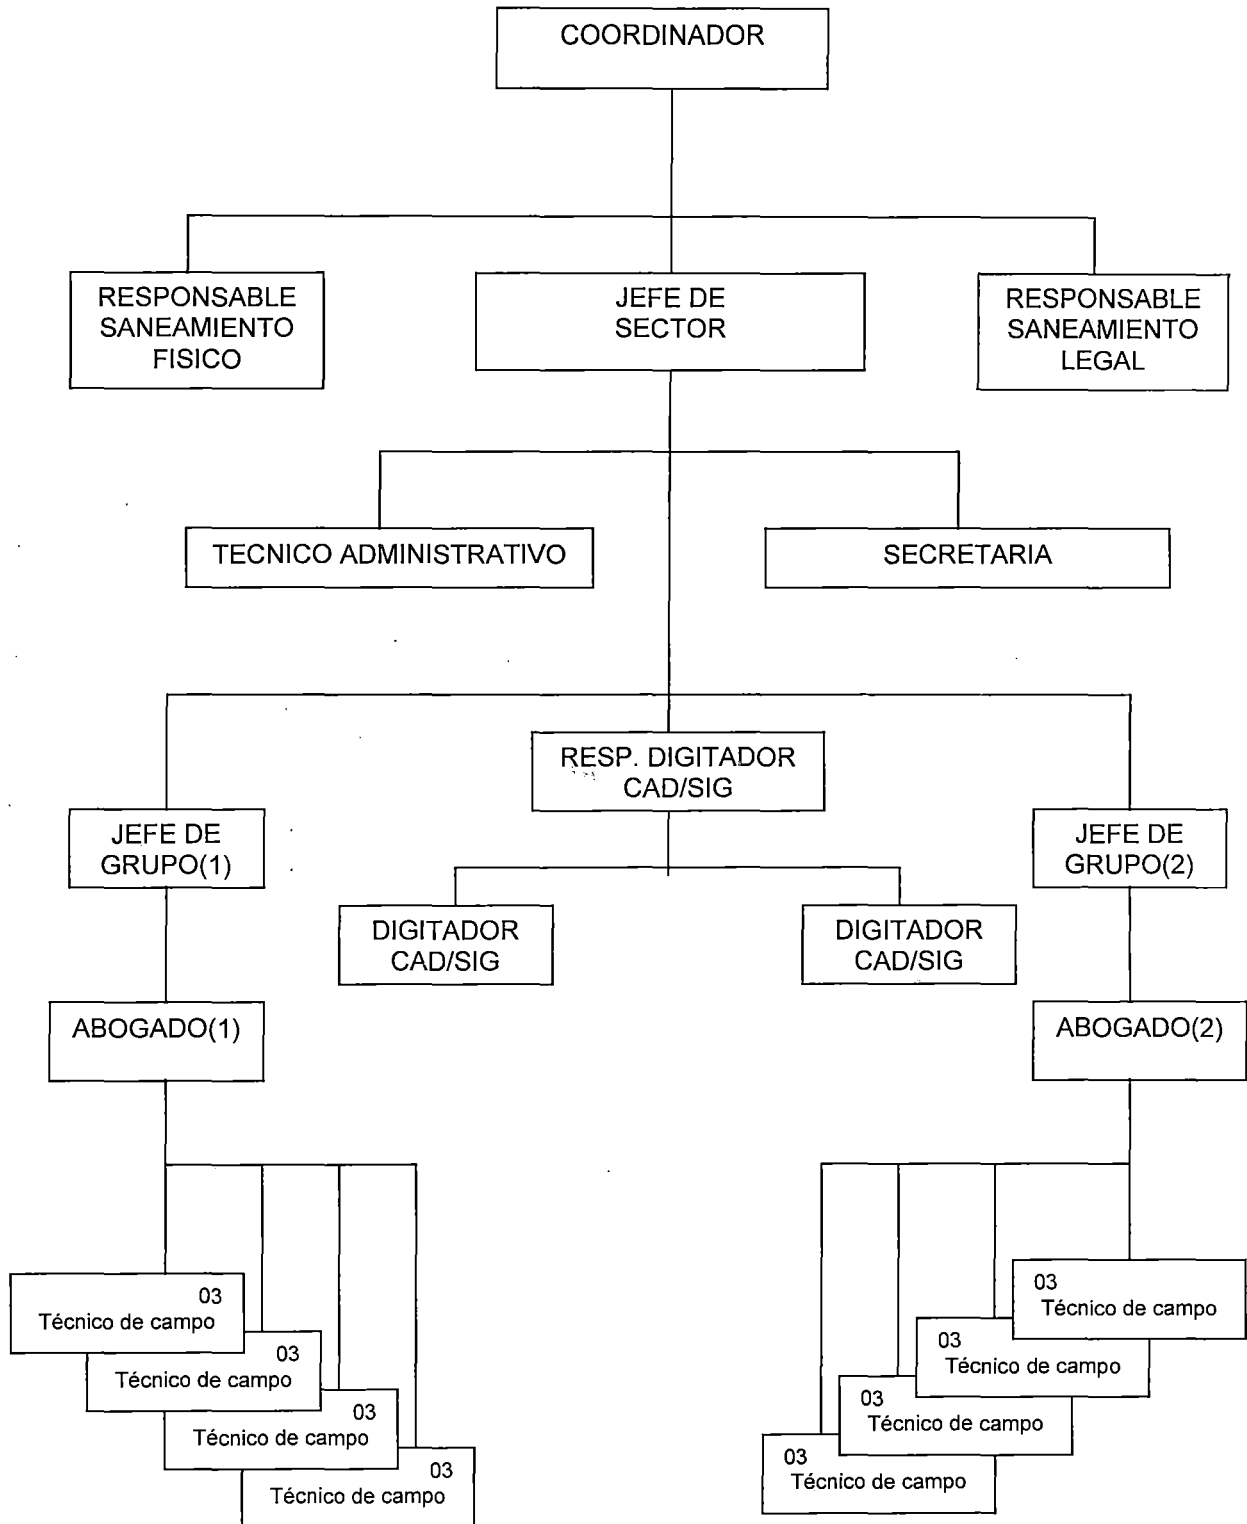 COORDINADOR
RESPONSABLE
SANEAMIENTO
FISICO
JEFE DE
SECTOR
RESPONSABLE
SANEAMIENTO
LEGAL
TECNICO ADMINISTRATIVO
SECRETARIA
RESP. DIGITADOR
CAD/SIG
JEFE DE
GRUPO(1)
JEFE DE
GRUPO(2)
DIGITADOR
CAD/SIG
DIGITADOR
CAD/SIG
ABOGADO(1)
ABOGADO(2)
03
Técnico de campo
03
Técnico de campo
03
Técnico de campo
03
Técnico de campo
03
Técnico de campo
03
Técnico de campo
03
Técnico de campo
03
Técnico de campo